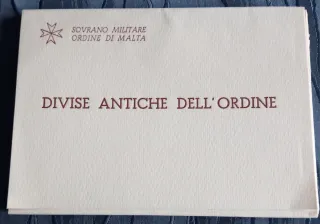 SOVRANO MILITARE
ORDINE DI MALTA
DIVISE ANTICHE DELL'ORDINE